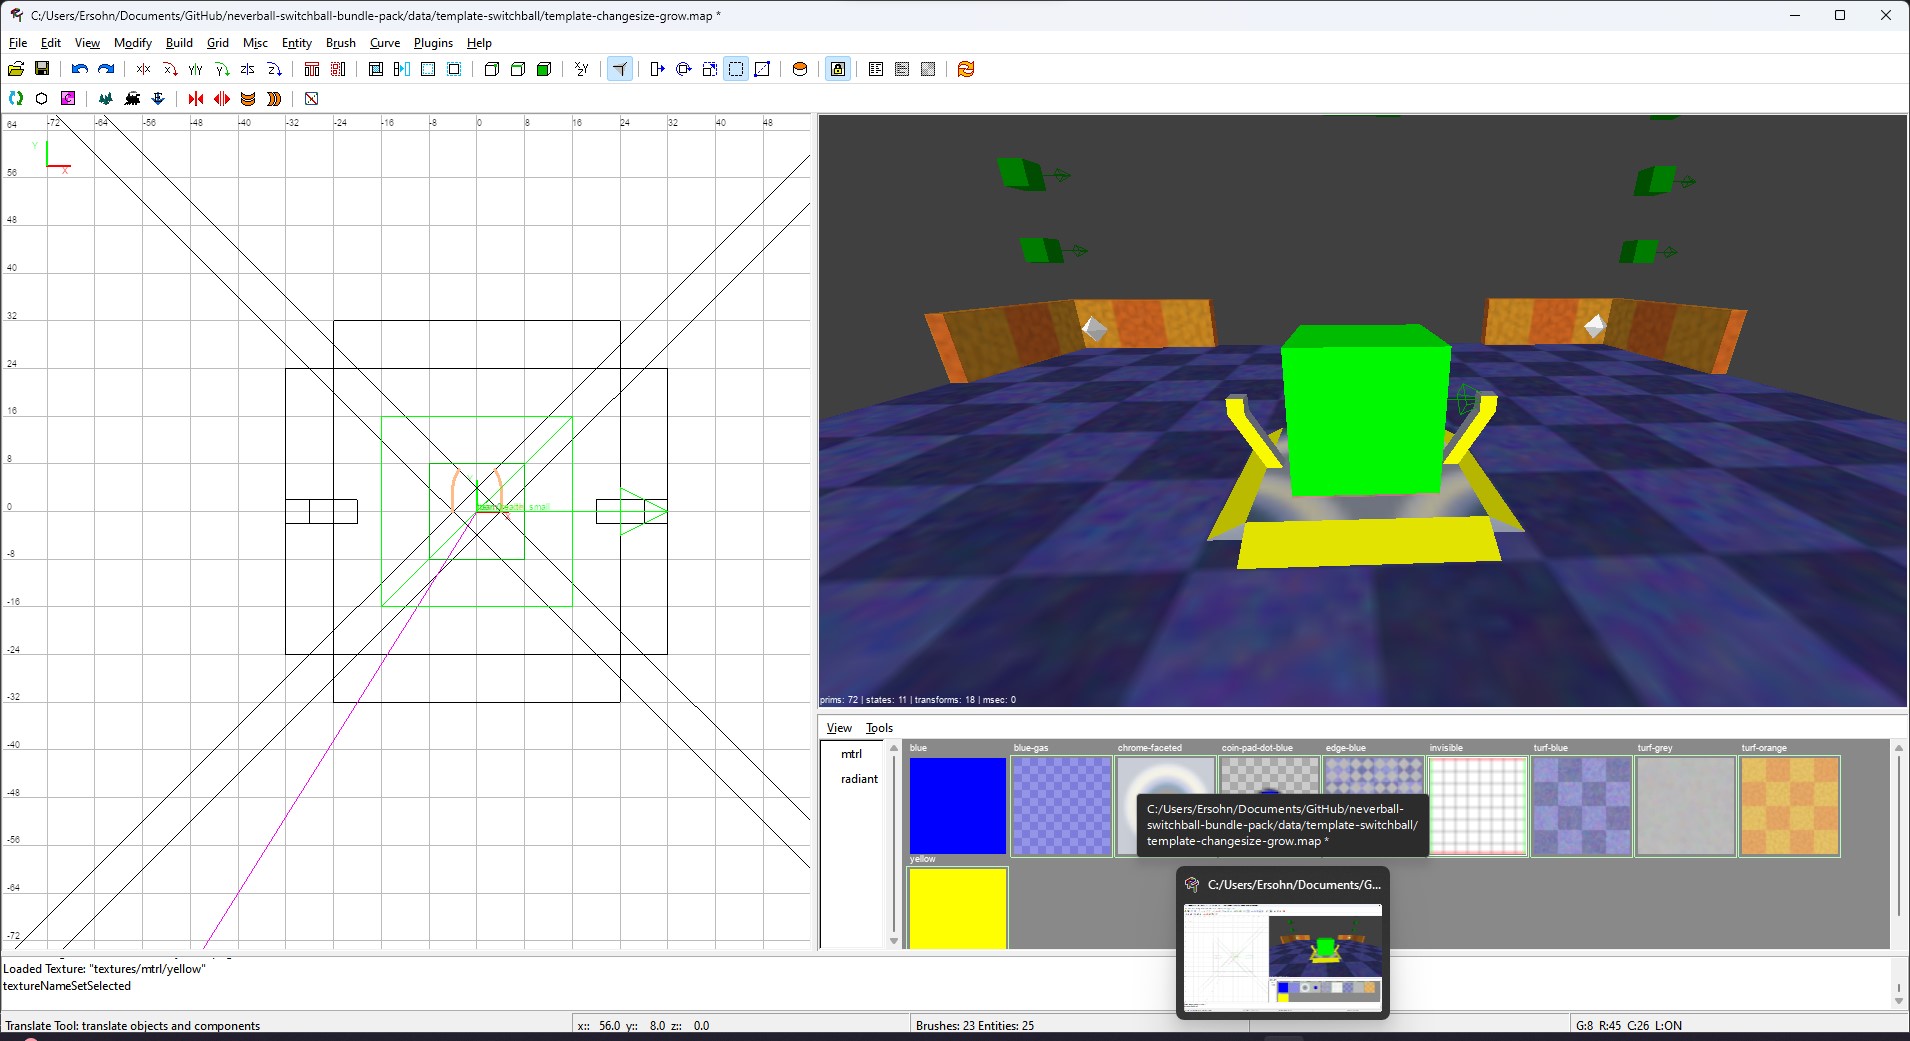 C:/Users/Ersohn/Documents/GitHub/neverball-switchball-bundle-pack/data/template-switchball/template-changesize-grow.map *
File Edit View Modify Build Grid Misc Entity Brush Curve Plugins Help
64 -72 -64 -56 -48 -40 -32 -24 -16 -8 0 8 16 24 32 40 48
Y
X
56
48
40
32
24
16
8
0
-8
-16
-24
-32
-40
-48
-56
-64
-72
prims: 72 | states: 11 | transforms: 18 | msec: 0
View Tools
mtrl
radiant
blue blue-gas chrome-faceted coin-pad-dot-blue edge-blue invisible turf-blue turf-grey turf-orange
yellow
C:/Users/Ersohn/Documents/GitHub/neverball-
switchball-bundle-pack/data/template-switchball/
template-changesize-grow.map *
C:/Users/Ersohn/Documents/G...
Loaded Texture: "textures/mtrl/yellow"
textureNameSetSelected
Translate Tool: translate objects and components
x:: 56.0 y:: 8.0 z:: 0.0
Brushes: 23 Entities: 25
G:8 R:45 C:26 L:ON